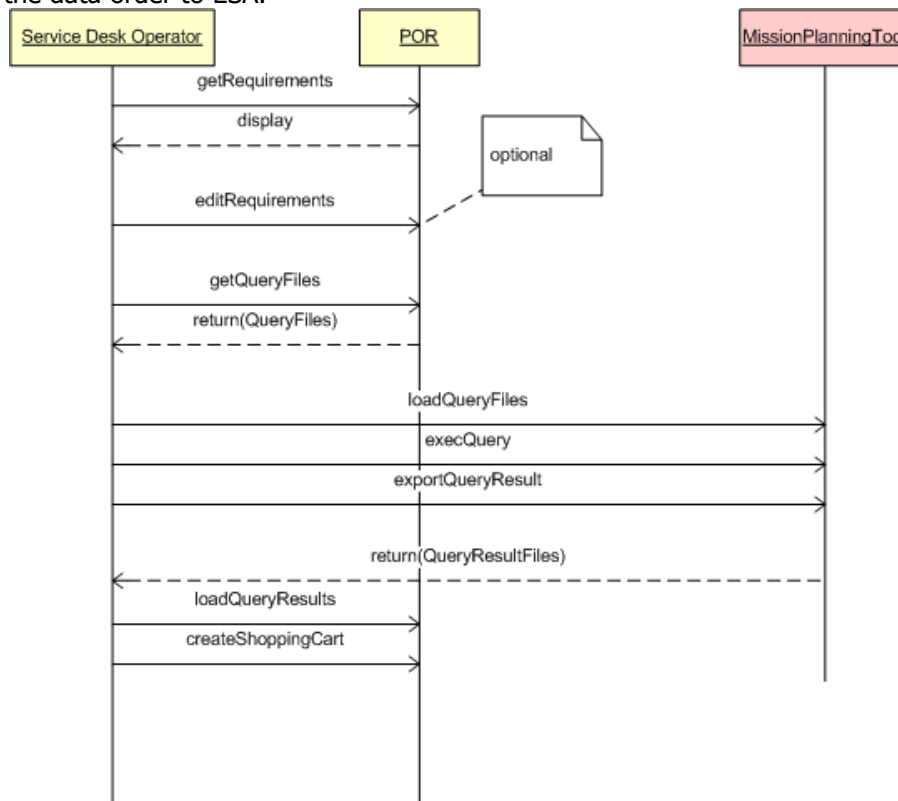 the data order to ESA.
Service Desk Operator
POR
MissionPlanningToo
getRequirements
display
optional
editRequirements
getQueryFiles
return(QueryFiles)
loadQueryFiles
execQuery
exportQueryResult
return(QueryResultFiles)
loadQueryResults
createShoppingCart